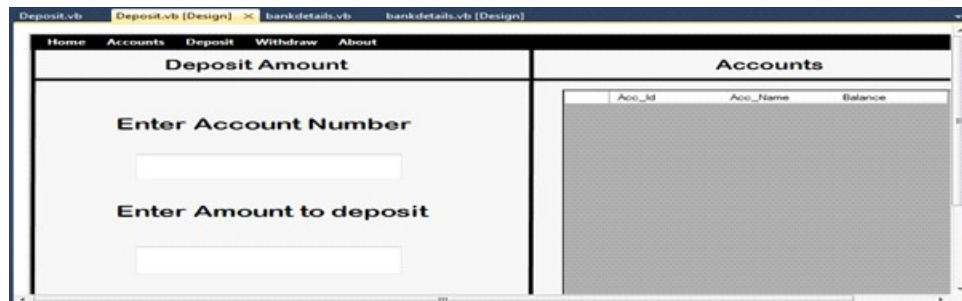 Deposit.vb Deposit.vb [Design] bankdetails.vb bankdetails.vb [Design]
Home Accounts Deposit Withdraw About
Deposit Amount Accounts
Acc_Id Acc_Name Balance
Enter Account Number
Enter Amount to deposit